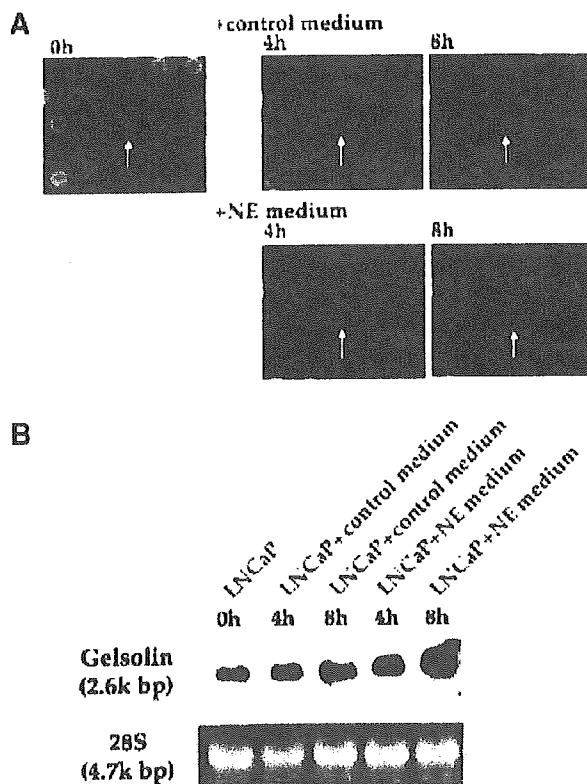 A
+control medium
0h
4h
8h
+NE medium
4h
8h
B
LNCaP
LNCaP+control medium
LNCaP+control medium
LNCaP+NE medium
LNCaP+NE medium
0h
4h
8h
4h
8h
Gelsolin
(2.6k bp)
28S
(4.7k bp)